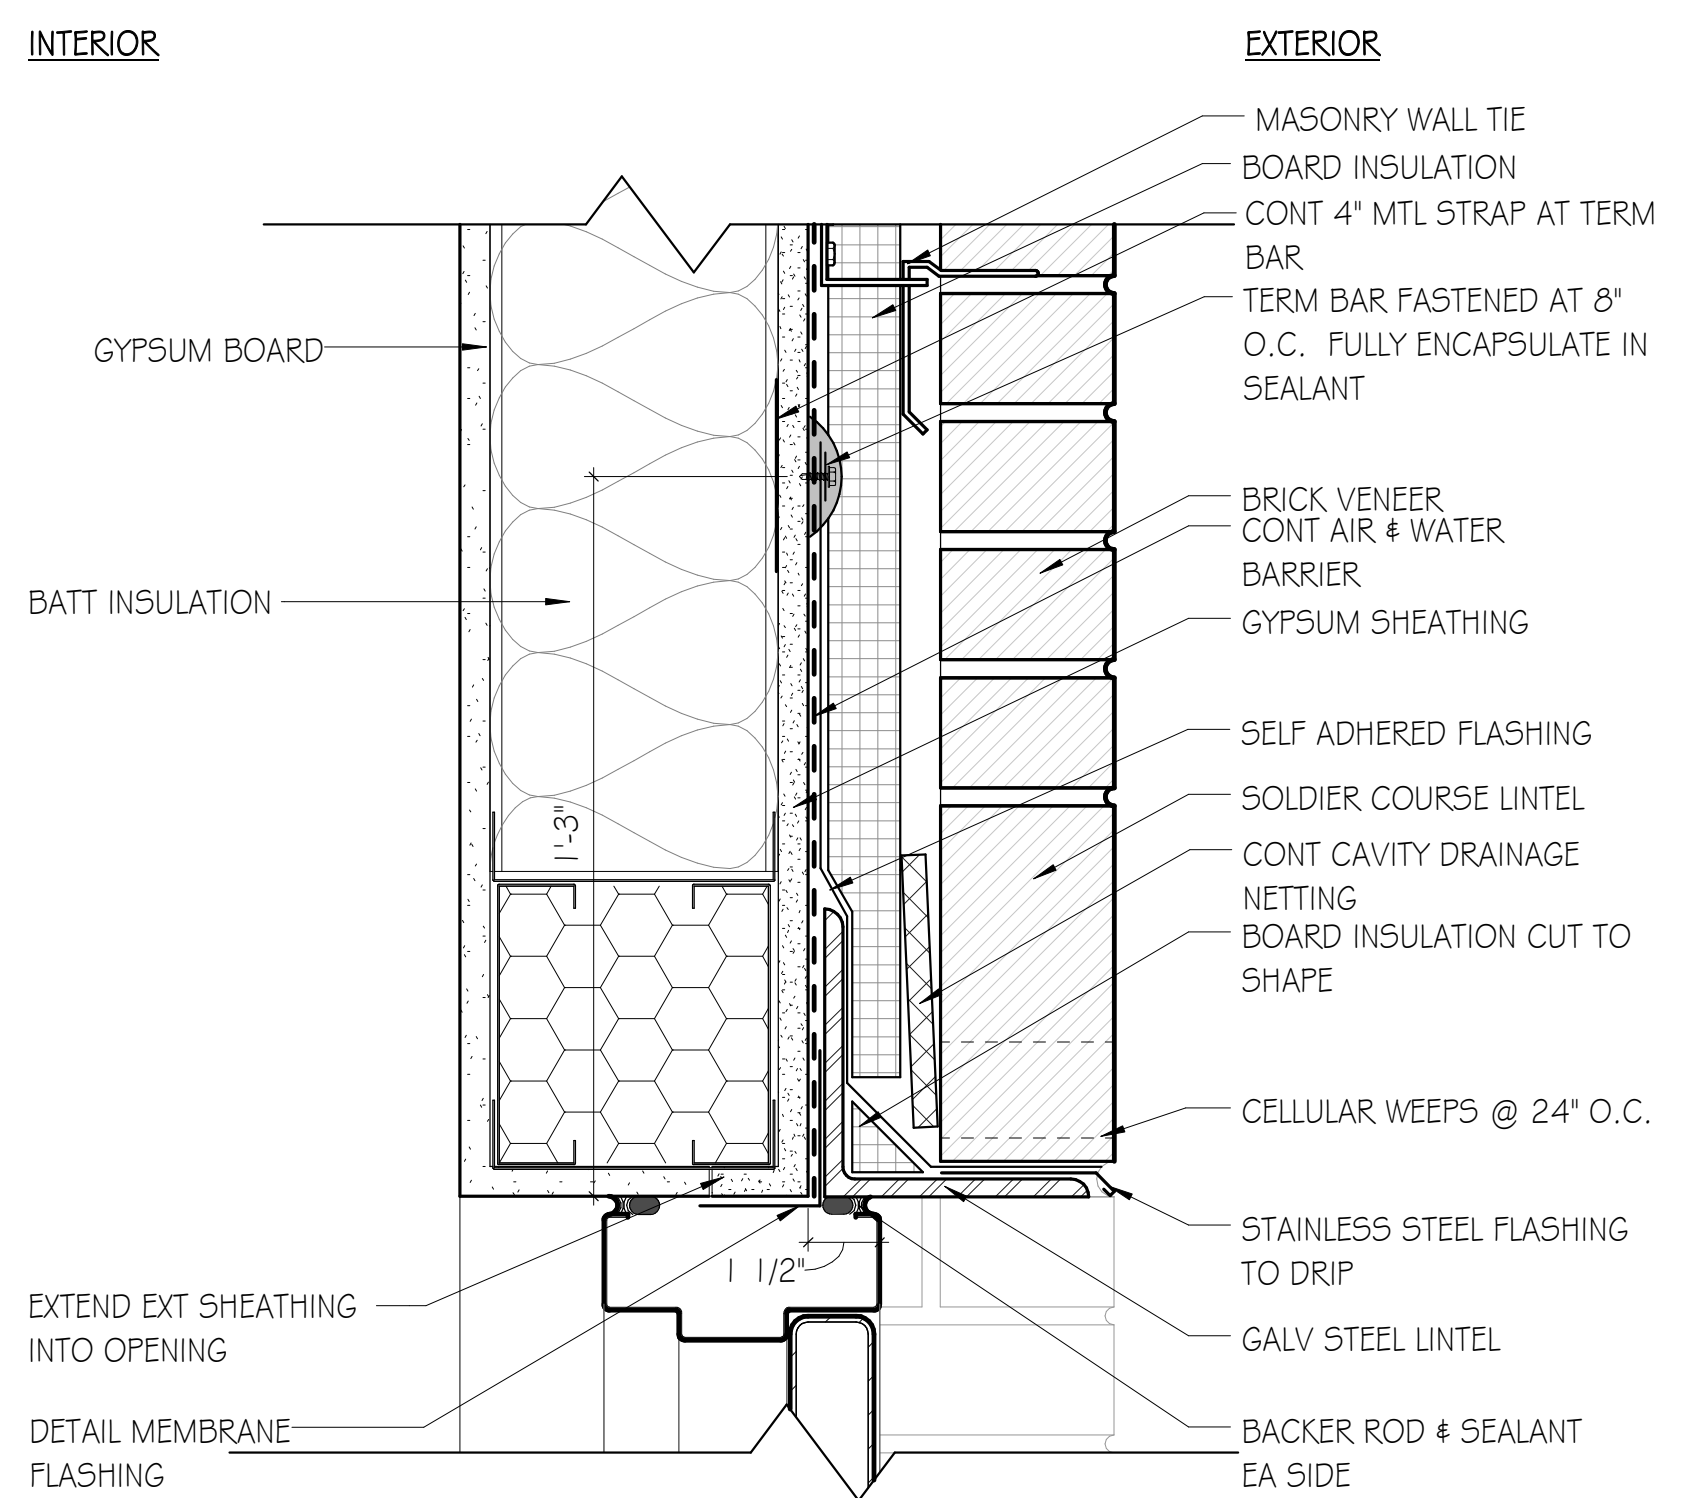 INTERIOR
EXTERIOR
MASONRY WALL TIE
BOARD INSULATION
CONT 4" MTL STRAP AT TERM
BAR
TERM BAR FASTENED AT 8"
O.C. FULLY ENCAPSULATE IN
SEALANT
GYPSUM BOARD
BRICK VENEER
CONT AIR & WATER
BARRIER
BATT INSULATION
GYPSUM SHEATHING
SELF ADHERED FLASHING
SOLDIER COURSE LINTEL
1'-3"
CONT CAVITY DRAINAGE
NETTING
BOARD INSULATION CUT TO
SHAPE
CELLULAR WEEPS @ 24" O.C.
STAINLESS STEEL FLASHING
TO DRIP
1 1/2"
EXTEND EXT SHEATHING
INTO OPENING
GALV STEEL LINTEL
DETAIL MEMBRANE
FLASHING
BACKER ROD & SEALANT
EA SIDE